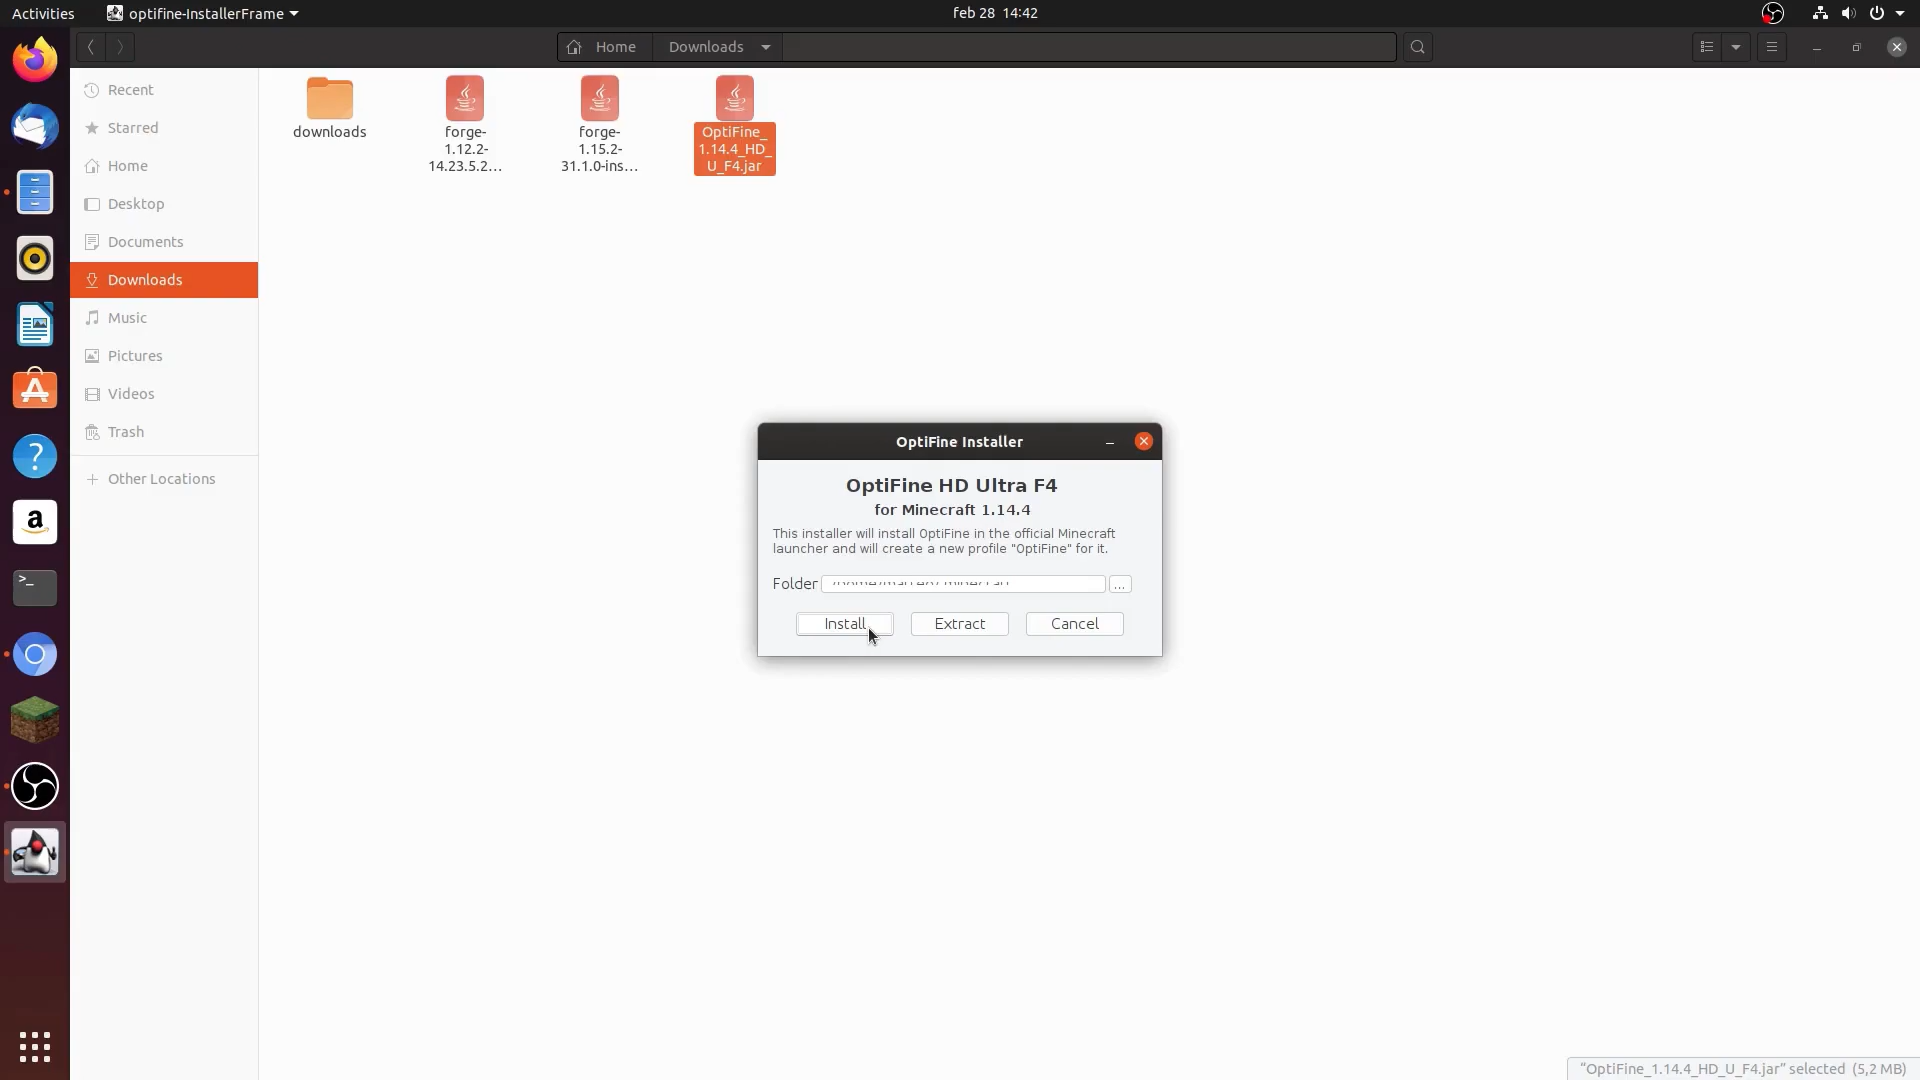 Activities
optifine-InstallerFrame
feb 28 14:42
Home
Downloads
Recent
Starred
Home
Desktop
Documents
Downloads
Music
Pictures
Videos
Trash
Other Locations
downloads
forge-
1.12.2-
14.23.5.2…
forge-
1.15.2-
31.1.0-ins…
OptiFine_
1.14.4_HD_
U_F4.jar
OptiFine Installer
OptiFine HD Ultra F4
for Minecraft 1.14.4
This installer will install OptiFine in the official Minecraft
launcher and will create a new profile "OptiFine" for it.
Folder
...
Install
Extract
Cancel
"OptiFine_1.14.4_HD_U_F4.jar" selected (5,2 MB)